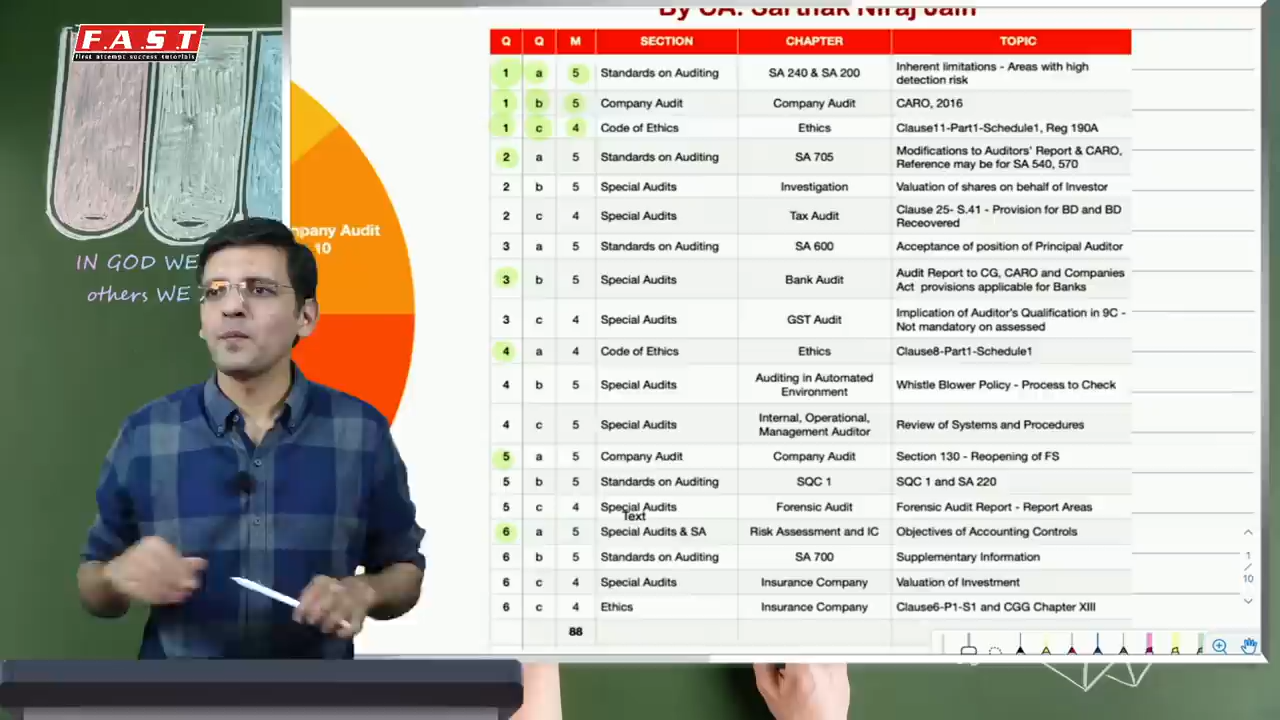 F.A.S.T
first attempt success tutorials
By CA. Sarthak Niraj Jain
IN GOD WE
others WE
mpany Audit
10
Q Q M SECTION CHAPTER TOPIC
1 a 5 Standards on Auditing SA 240 & SA 200 Inherent limitations - Areas with high
detection risk
1 b 5 Company Audit Company Audit CARO, 2016
1 c 4 Code of Ethics Ethics Clause11-Part1-Schedule1, Reg 190A
2 a 5 Standards on Auditing SA 705 Modifications to Auditors' Report & CARO,
Reference may be for SA 540, 570
2 b 5 Special Audits Investigation Valuation of shares on behalf of Investor
2 c 4 Special Audits Tax Audit Clause 25- S.41 - Provision for BD and BD
Receovered
3 a 5 Standards on Auditing SA 600 Acceptance of position of Principal Auditor
3 b 5 Special Audits Bank Audit Audit Report to CG, CARO and Companies
Act provisions applicable for Banks
3 c 4 Special Audits GST Audit Implication of Auditor's Qualification in 9C -
Not mandatory on assessed
4 a 4 Code of Ethics Ethics Clause8-Part1-Schedule1
4 b 5 Special Audits Auditing in Automated
Environment Whistle Blower Policy - Process to Check
4 c 5 Special Audits Internal, Operational,
Management Auditor Review of Systems and Procedures
5 a 5 Company Audit Company Audit Section 130 - Reopening of FS
5 b 5 Standards on Auditing SQC 1 SQC 1 and SA 220
5 c 4 Special Audits Forensic Audit Forensic Audit Report - Report Areas
Text
6 a 5 Special Audits & SA Risk Assessment and IC Objectives of Accounting Controls
6 b 5 Standards on Auditing SA 700 Supplementary Information
6 c 4 Special Audits Insurance Company Valuation of Investment
6 c 4 Ethics Insurance Company Clause6-P1-S1 and CGG Chapter XIII
88
1
/
10